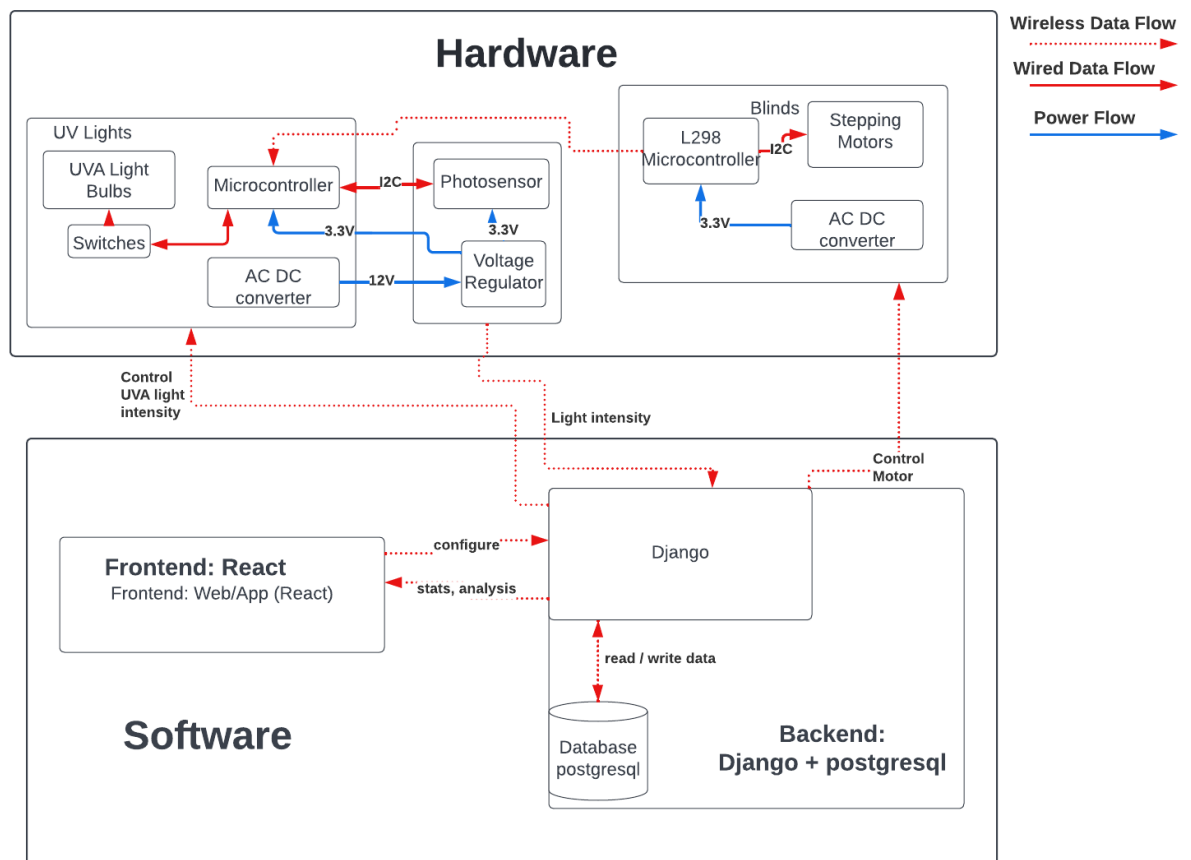 Hardware
Wireless Data Flow
Wired Data Flow
Power Flow
UV Lights
UVA Light
Bulbs
Switches
Microcontroller
AC DC
converter
I2C
3.3V
12V
Photosensor
3.3V
Voltage
Regulator
Blinds
L298
Microcontroller
I2C
Stepping
Motors
3.3V
AC DC
converter
Control
UVA light
intensity
Light intensity
Control
Motor
Frontend: React
Frontend: Web/App (React)
configure
stats, analysis
Django
read / write data
Database
postgresql
Backend:
Django + postgresql
Software